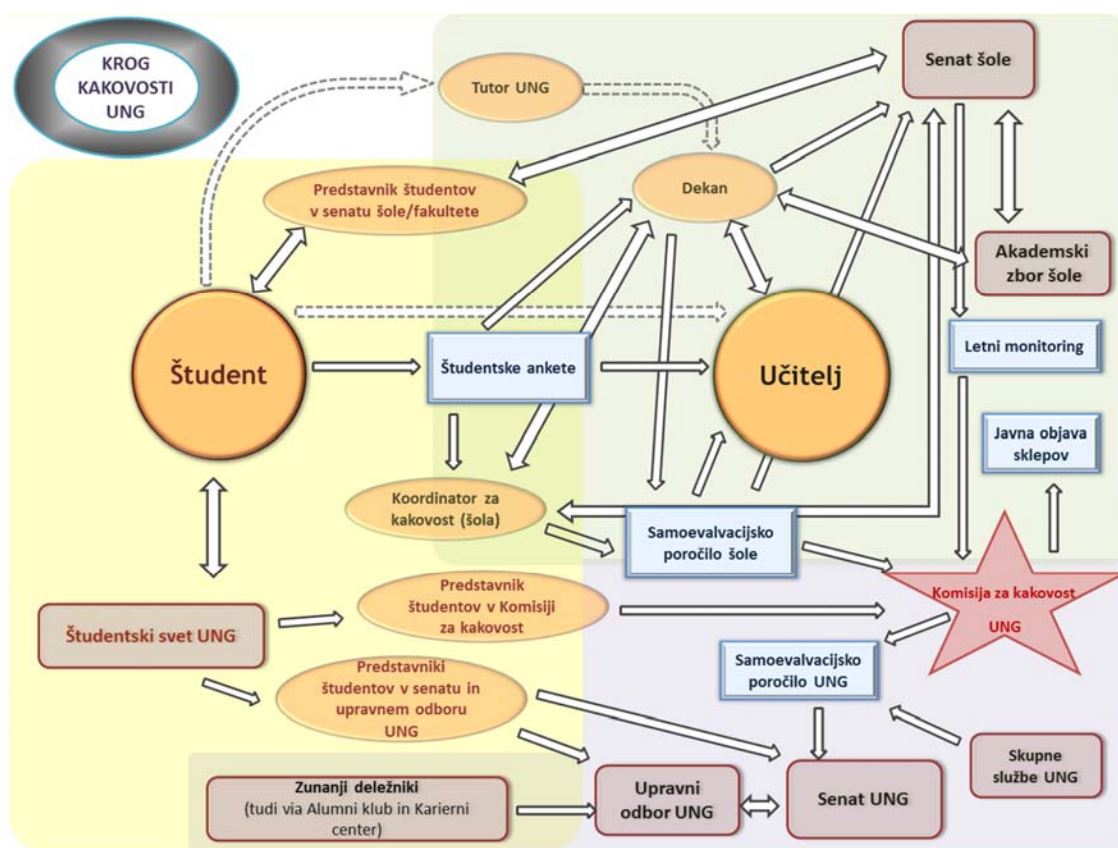 KROG
KAKOVOSTI
UNG
Tutor UNG
Senat šole
Predstavnik študentov
v senatu šole/fakultete
Dekan
Akademski
zbor šole
Študent
Študentske ankete
Učitelj
Letni monitoring
Javna objava
sklepov
Koordinator za
kakovost (šola)
Samoevalvacijsko
poročilo šole
Predstavnik
študentov v Komisiji
za kakovost
Komisija za kakovost
UNG
Študentski svet UNG
Predstavniki
študentov v senatu in
upravnem odboru
UNG
Samoevalvacijsko
poročilo UNG
Skupne
službe UNG
Zunanji deležniki
(tudi via Alumni klub in Karierni
center)
Upravni
odbor UNG
Senat UNG